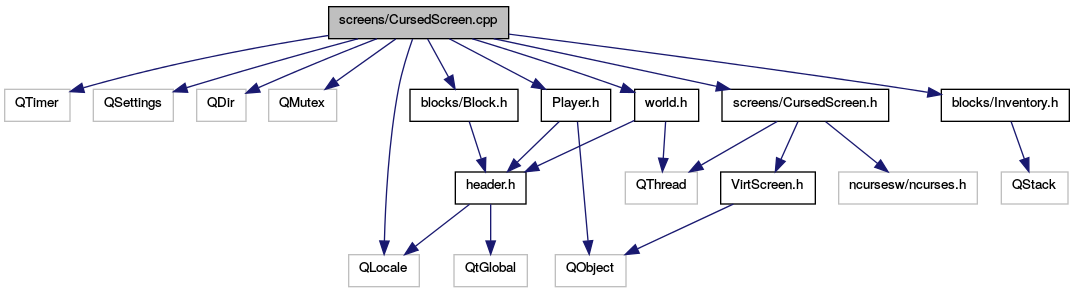 screens/CursedScreen.cpp
QTimer
QSettings
QDir
QMutex
blocks/Block.h
Player.h
world.h
screens/CursedScreen.h
blocks/Inventory.h
header.h
QThread
VirtScreen.h
ncursesw/ncurses.h
QStack
QLocale
QtGlobal
QObject